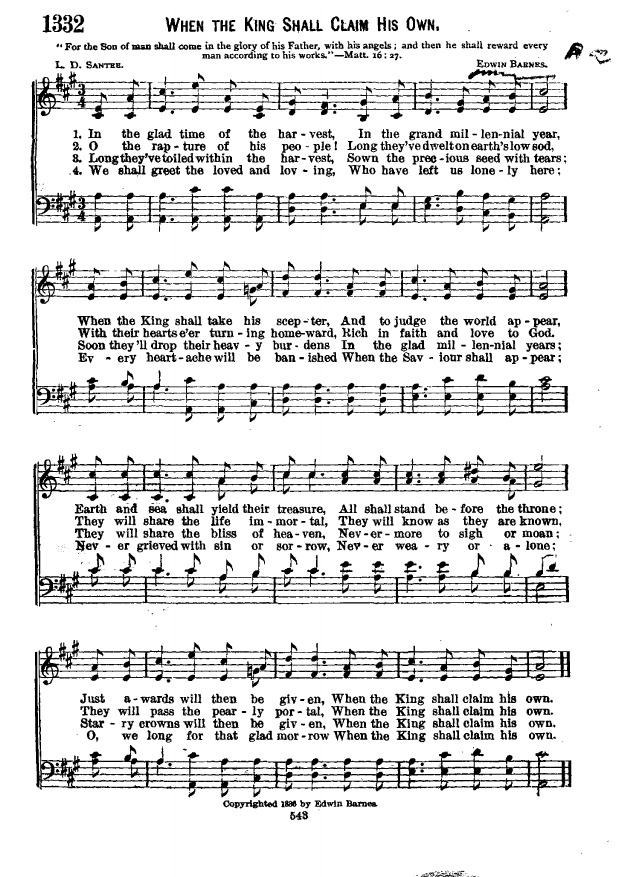 1332 WHEN THE KING SHALL CLAIM HIS OWN.
"For the Son of man shall come in the glory of his Father, with his angels; and then he shall reward every
man according to his works."—Matt. 16:27.
L. D. SANTEE. EDWIN BARNES.
1. In the glad time of the har-vest, In the grand mil-len-nial year,
2. O the rap-ture of his peo-ple! Long they've dwelt on earth's low sod,
3. Long they've toiled within the har-vest, Sown the prec-ious seed with tears;
4. We shall greet the loved and lov-ing, Who have left us lone-ly here;
When the King shall take his scep-ter, And to judge the world ap-pear,
With their hearts e'er turn-ing home-ward, Rich in faith and love to God.
Soon they'll drop their heav-y bur-dens In the glad mil-len-nial years;
Ev-ery heart-ache will be ban-ished When the Sav-iour shall ap-pear;
Earth and sea shall yield their treasure, All shall stand be-fore the throne;
They will share the life im-mor-tal, They will know as they are known,
They will share the bliss of hea-ven, Nev-er-more to sigh or moan;
Nev-er grieved with sin or sor-row, Nev-er wea-ry or a-lone;
Just a-wards will then be giv-en, When the King shall claim his own.
They will pass the pear-ly por-tal, When the King shall claim his own.
Star-ry crowns will then be giv-en, When the King shall claim his own.
O, we long for that glad mor-row When the King shall claim his own.
Copyrighted 1886 by Edwin Barnes.
543